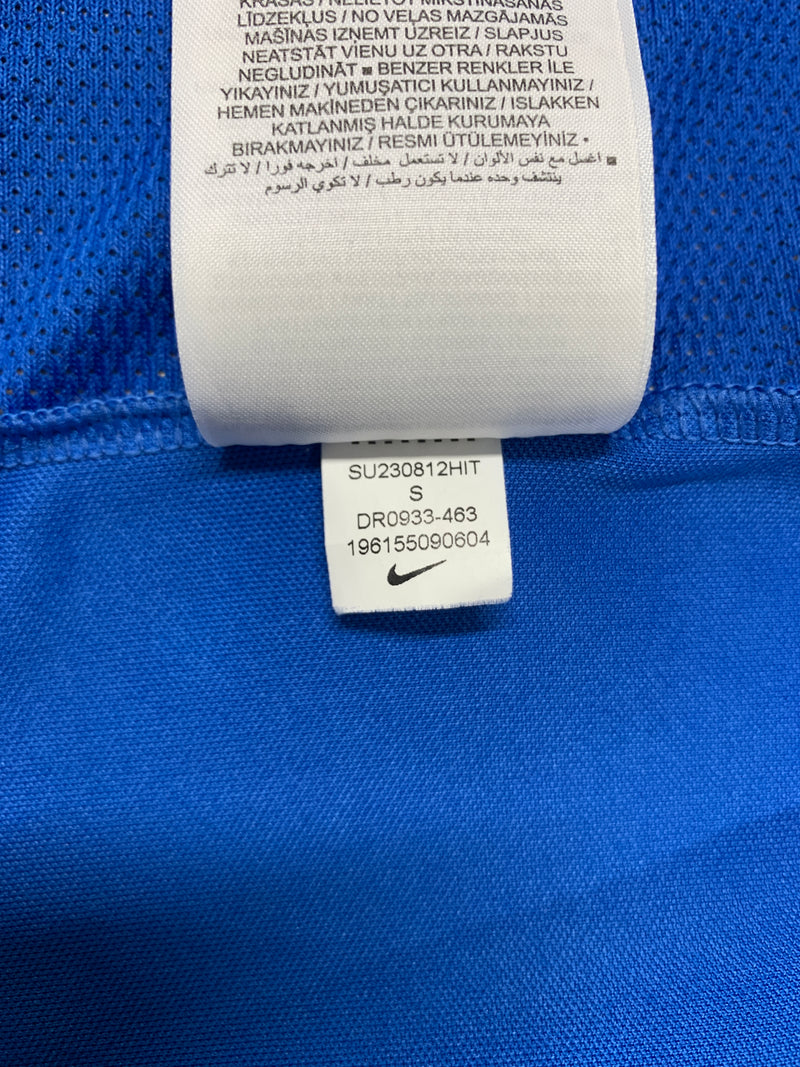 KRĀSĀS / NELIETOT MĪKSTINĀŠANAS
LĪDZEKĻUS / NO VEĻAS MAZGĀJAMĀS
MAŠĪNAS IZŅEMT UZREIZ / SLAPJUS
NEATSTĀT VIENU UZ OTRA / RAKSTU
NEGLUDINĀT ■ BENZER RENKLER İLE
YIKAYINIZ / YUMUŞATICI KULLANMAYINIZ /
HEMEN MAKİNEDEN ÇIKARINIZ / ISLAKKEN
KATLANMIŞ HALDE KURUMAYA
BIRAKMAYINIZ / RESMI ÜTÜLEMEYİNİZ •
■ اغسل مع نفس الألوان / لا تستعمل مخلف / اخرجه فورا / لا تترك
ينتشف وحده عندما يكون رطب / لا تكوي الرسوم
SU230812HIT
S
DR0933-463
196155090604